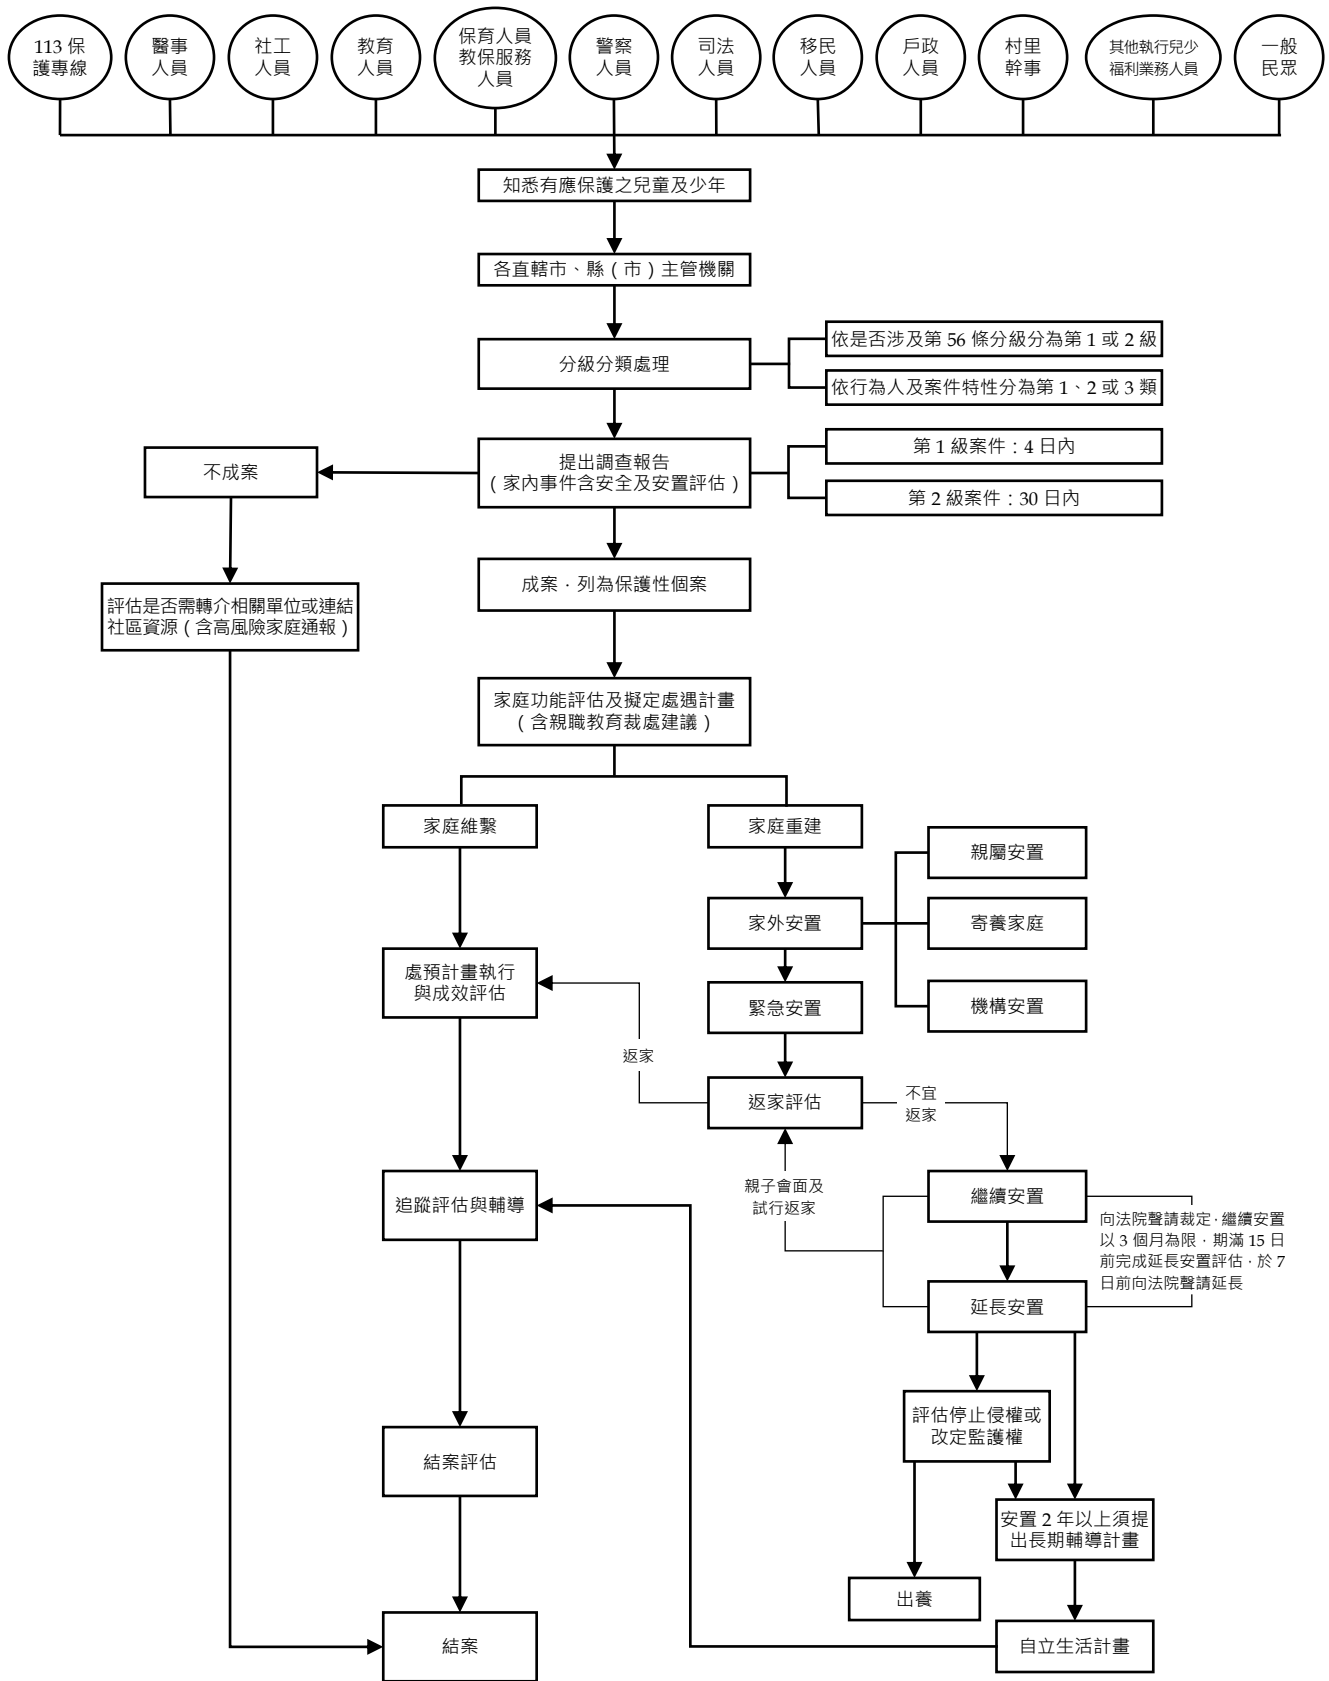 113 保
護專線
醫事
人員
社工
人員
教育
人員
保育人員
教保服務
人員
警察
人員
司法
人員
移民
人員
戶政
人員
村里
幹事
其他執行兒少
福利業務人員
一般
民眾
知悉有應保護之兒童及少年
各直轄市、縣（市）主管機關
分級分類處理
依是否涉及第 56 條分級分為第 1 或 2 級
依行為人及案件特性分為第 1、2 或 3 類
提出調查報告
（家內事件含安全及安置評估）
第 1 級案件：4 日內
第 2 級案件：30 日內
不成案
成案，列為保護性個案
評估是否需轉介相關單位或連結
社區資源（含高風險家庭通報）
家庭功能評估及擬定處遇計畫
（含親職教育裁處建議）
家庭維繫
家庭重建
親屬安置
家外安置
寄養家庭
處預計畫執行
與成效評估
緊急安置
機構安置
返家
返家評估
不宜
返家
追蹤評估與輔導
親子會面及
試行返家
繼續安置
向法院聲請裁定，繼續安置
以 3 個月為限，期滿 15 日
前完成延長安置評估，於 7
日前向法院聲請延長
延長安置
評估停止侵權或
改定監護權
結案評估
安置 2 年以上須提
出長期輔導計畫
出養
結案
自立生活計畫